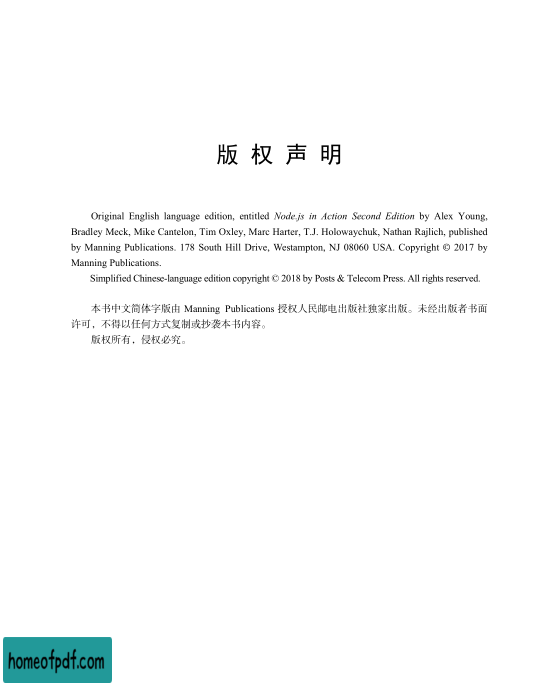 版权声明
Original English language edition, entitled Node.js in Action Second Edition by Alex Young,
Bradley Meck, Mike Cantelon, Tim Oxley, Marc Harter, T.J. Holowaychuk, Nathan Rajlich, published
by Manning Publications. 178 South Hill Drive, Westampton, NJ 08060 USA. Copyright © 2017 by
Manning Publications.
Simplified Chinese-language edition copyright © 2018 by Posts & Telecom Press. All rights reserved.
本书中文简体字版由 Manning Publications 授权人民邮电出版社独家出版。未经出版者书面
许可，不得以任何方式复制或抄袭本书内容。
版权所有，侵权必究。
homeofpdf.com